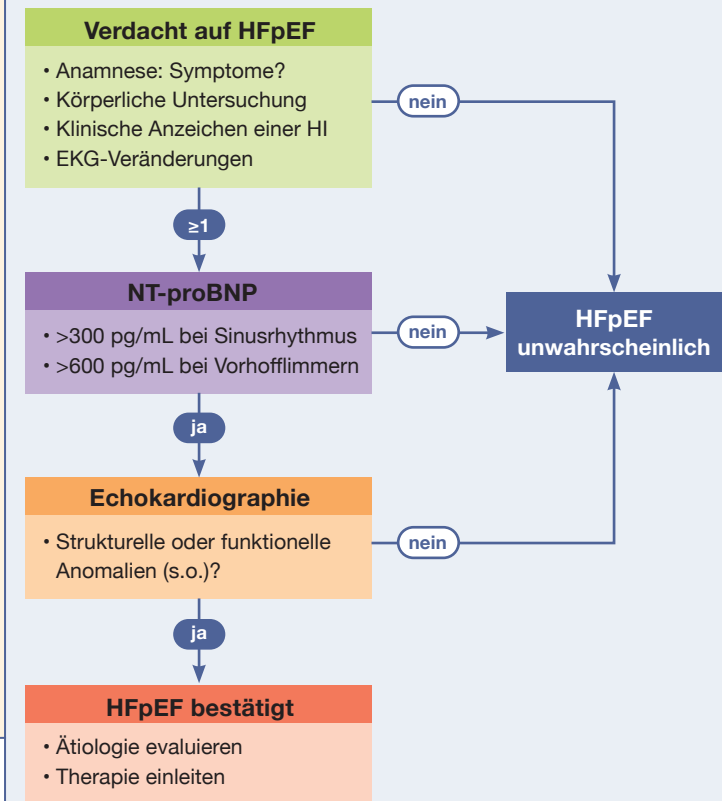 Verdacht auf HFpEF
• Anamnese: Symptome?
• Körperliche Untersuchung
• Klinische Anzeichen einer HI
• EKG-Veränderungen
nein
≥1
NT-proBNP
• >300 pg/mL bei Sinusrhythmus
• >600 pg/mL bei Vorhofflimmern
nein
HFpEF
unwahrscheinlich
ja
Echokardiographie
• Strukturelle oder funktionelle
Anomalien (s.o.)?
nein
ja
HFpEF bestätigt
• Ätiologie evaluieren
• Therapie einleiten